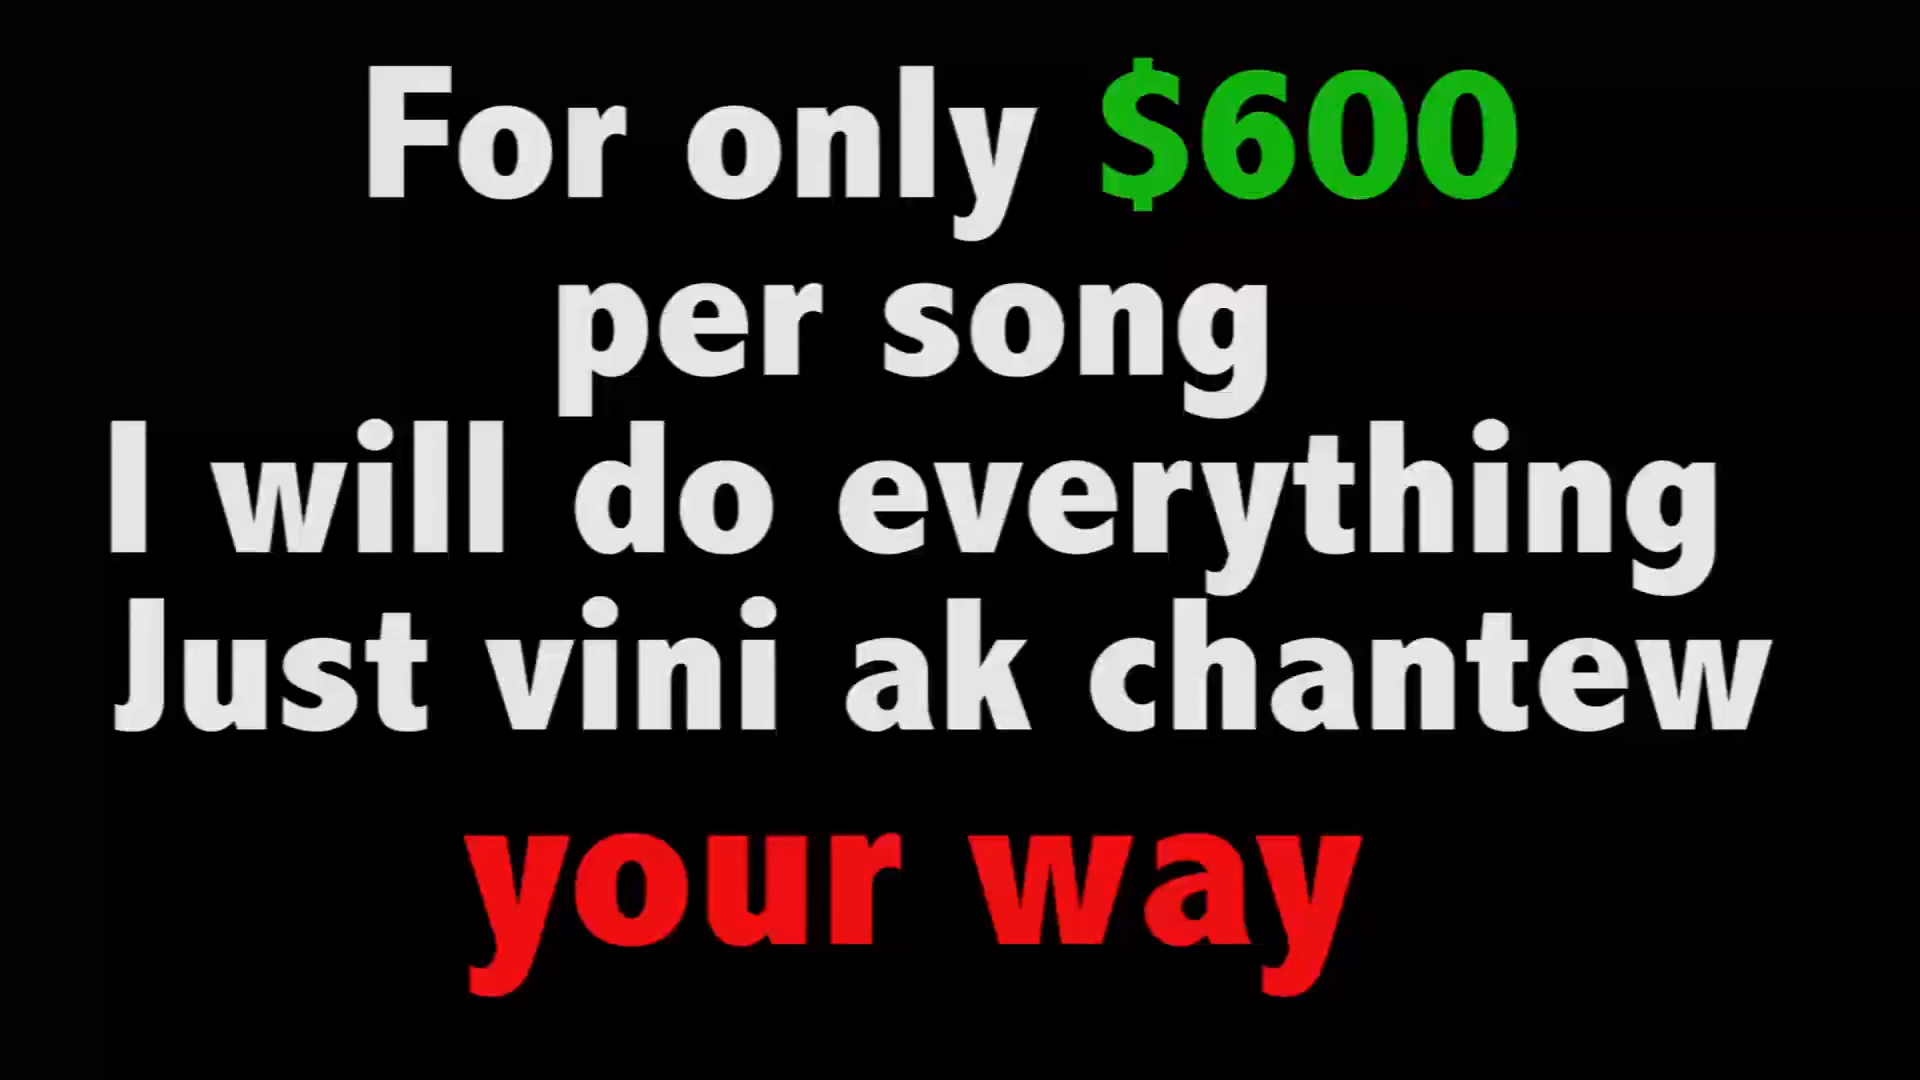 For only $600
per song
I will do everything
Just vini ak chantew
your way